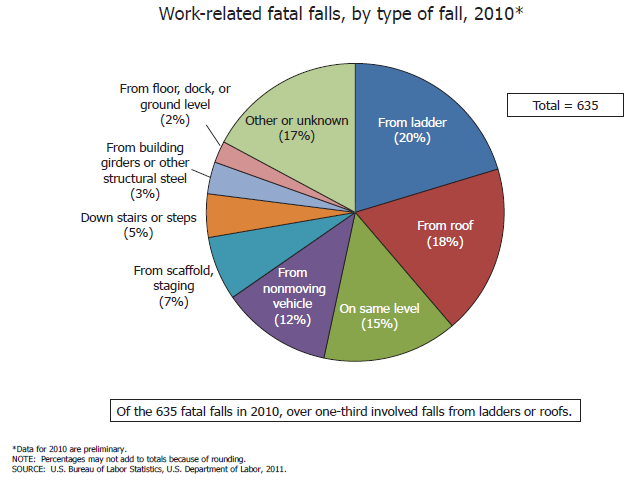 Work-related fatal falls, by type of fall, 2010*
Total = 635
From ladder
(20%)
From roof
(18%)
On same level
(15%)
From
nonmoving
vehicle
(12%)
From scaffold,
staging
(7%)
Down stairs or steps
(5%)
From building
girders or other
structural steel
(3%)
From floor, dock, or
ground level
(2%)
Other or unknown
(17%)
Of the 635 fatal falls in 2010, over one-third involved falls from ladders or roofs.
*Data for 2010 are preliminary.
NOTE: Percentages may not add to totals because of rounding.
SOURCE: U.S. Bureau of Labor Statistics, U.S. Department of Labor, 2011.